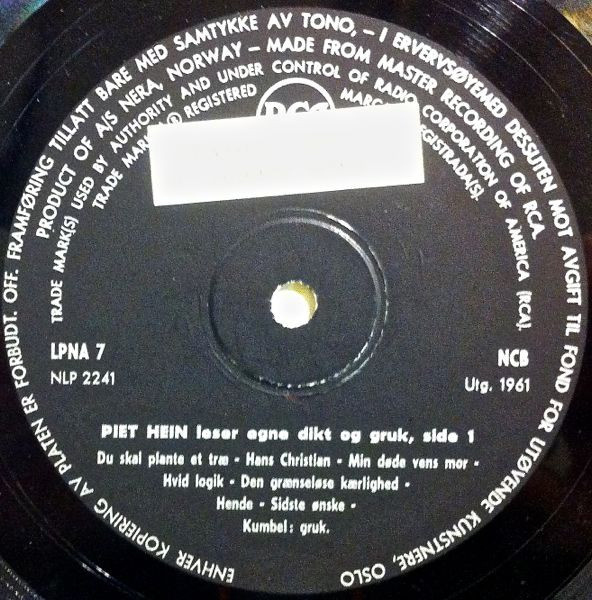 ENHVER KOPIERING AV PLATEN ER FORBUDT. OFF. FRAMFØRING TILLATT BARE MED SAMTYKKE AV TONO, – I ERVERVSØYEMED DESSUTEN MOT AVGIFT TIL FOND FOR UTØVENDE KUNSTNERE, OSLO
PRODUCT OF A/S NERA, NORWAY – MADE FROM MASTER RECORDING OF RCA.
TRADE MARK(S) USED BY AUTHORITY AND UNDER CONTROL OF RADIO CORPORATION OF AMERICA, (RCA).
TRADE ® REGISTERED REGISTRADA(S).
RCA
LPNA 7
NCB
NLP 2241
Utg. 1961
PIET HEIN leser egne dikt og gruk, side 1
Du skal plante et træ - Hans Christian - Min døde vens mor -
Hvid logik - Den grænseløse kærlighed -
Hende - Sidste ønske -
Kumbel: gruk.